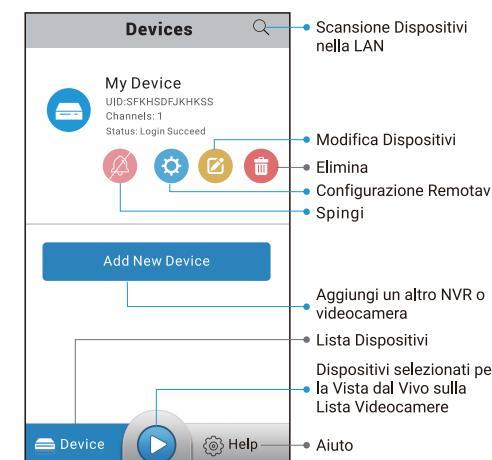 Devices
Scansione Dispositivi
nella LAN
My Device
UID:SFKHSDFJKHKSS
Channels: 1
Status: Login Succeed
Modifica Dispositivi
Elimina
Configurazione Remotav
Spingi
Add New Device
Aggiungi un altro NVR o
videocamera
Lista Dispositivi
Dispositivi selezionati pe
la Vista dal Vivo sulla
Lista Videocamere
Device
Help
Aiuto